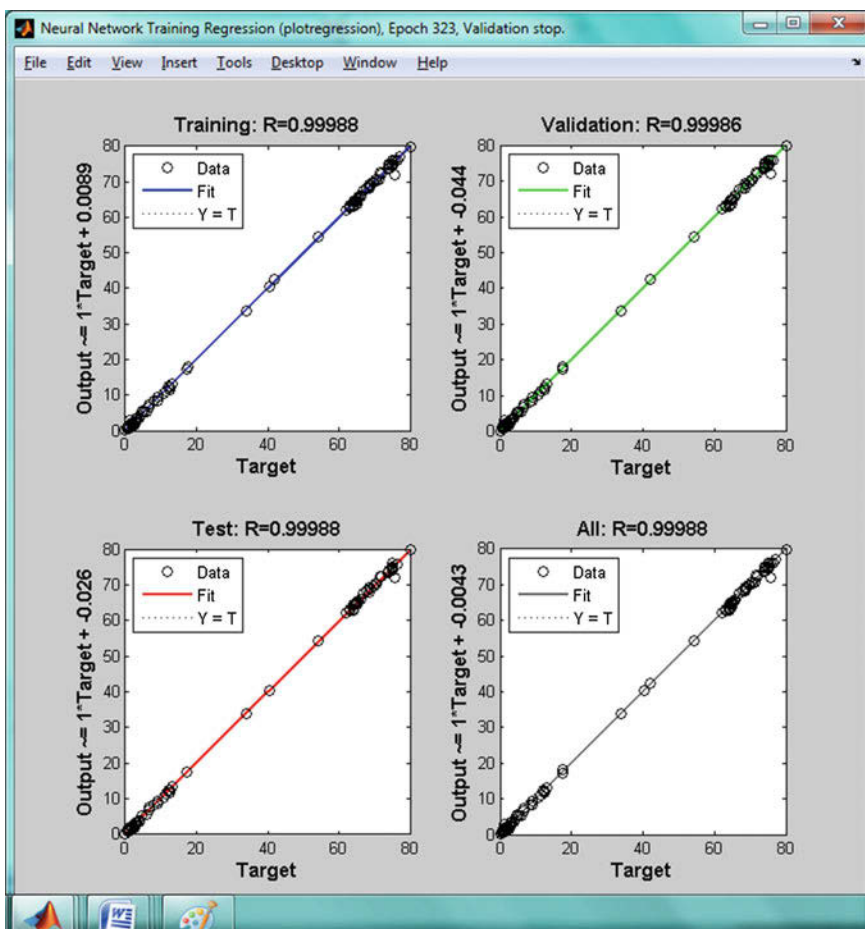 Neural Network Training Regression (plotregression), Epoch 323, Validation stop.
File Edit View Insert Tools Desktop Window Help
Training: R=0.99988
Output ~= 1*Target + 0.0089
80
70
60
50
40
30
20
10
0
Data
Fit
Y = T
0 20 40 60 80
Target
Validation: R=0.99986
Output ~= 1*Target + -0.044
80
70
60
50
40
30
20
10
0
Data
Fit
Y = T
0 20 40 60 80
Target
Test: R=0.99988
Output ~= 1*Target + -0.026
80
70
60
50
40
30
20
10
0
Data
Fit
Y = T
0 20 40 60 80
Target
All: R=0.99988
Output ~= 1*Target + -0.0043
80
70
60
50
40
30
20
10
0
Data
Fit
Y = T
0 20 40 60 80
Target
W